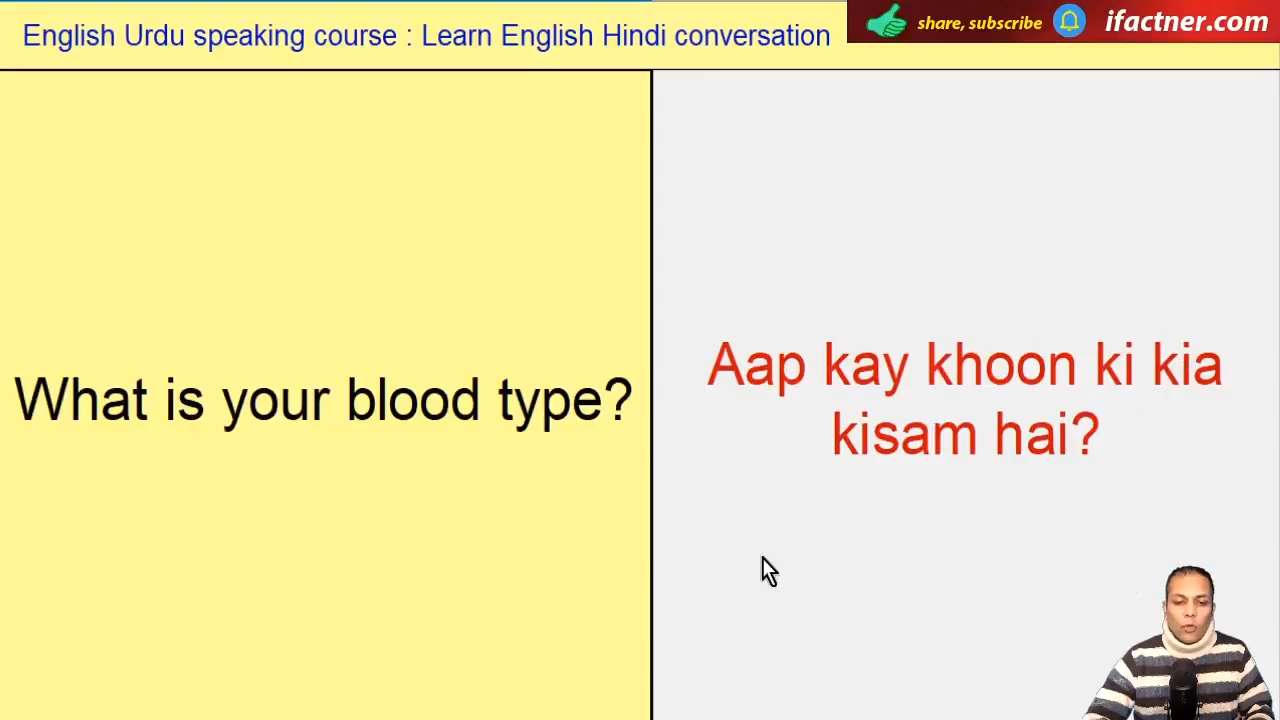 English Urdu speaking course : Learn English Hindi conversation
share, subscribe
ifactner.com
What is your blood type?
Aap kay khoon ki kia
kisam hai?